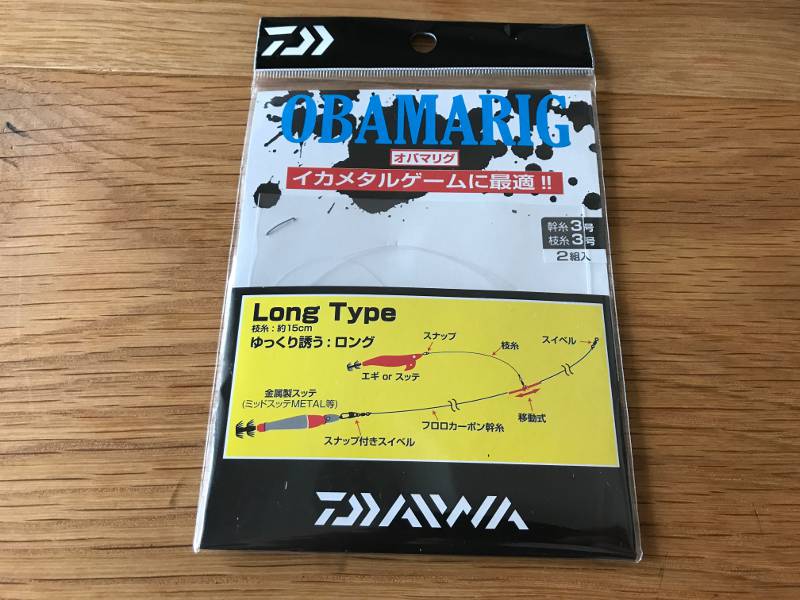 OBAMARIG
オバマリグ
イカメタルゲームに最適!!
幹糸3号
枝糸3号
2組入
Long Type
枝糸:約15cm
ゆっくり誘う:ロング
スナップ
枝糸
スイベル
エギ or スッテ
金属製スッテ
(ミッドスッテMETAL等)
移動式
フロロカーボン幹糸
スナップ付きスイベル
DAIWA